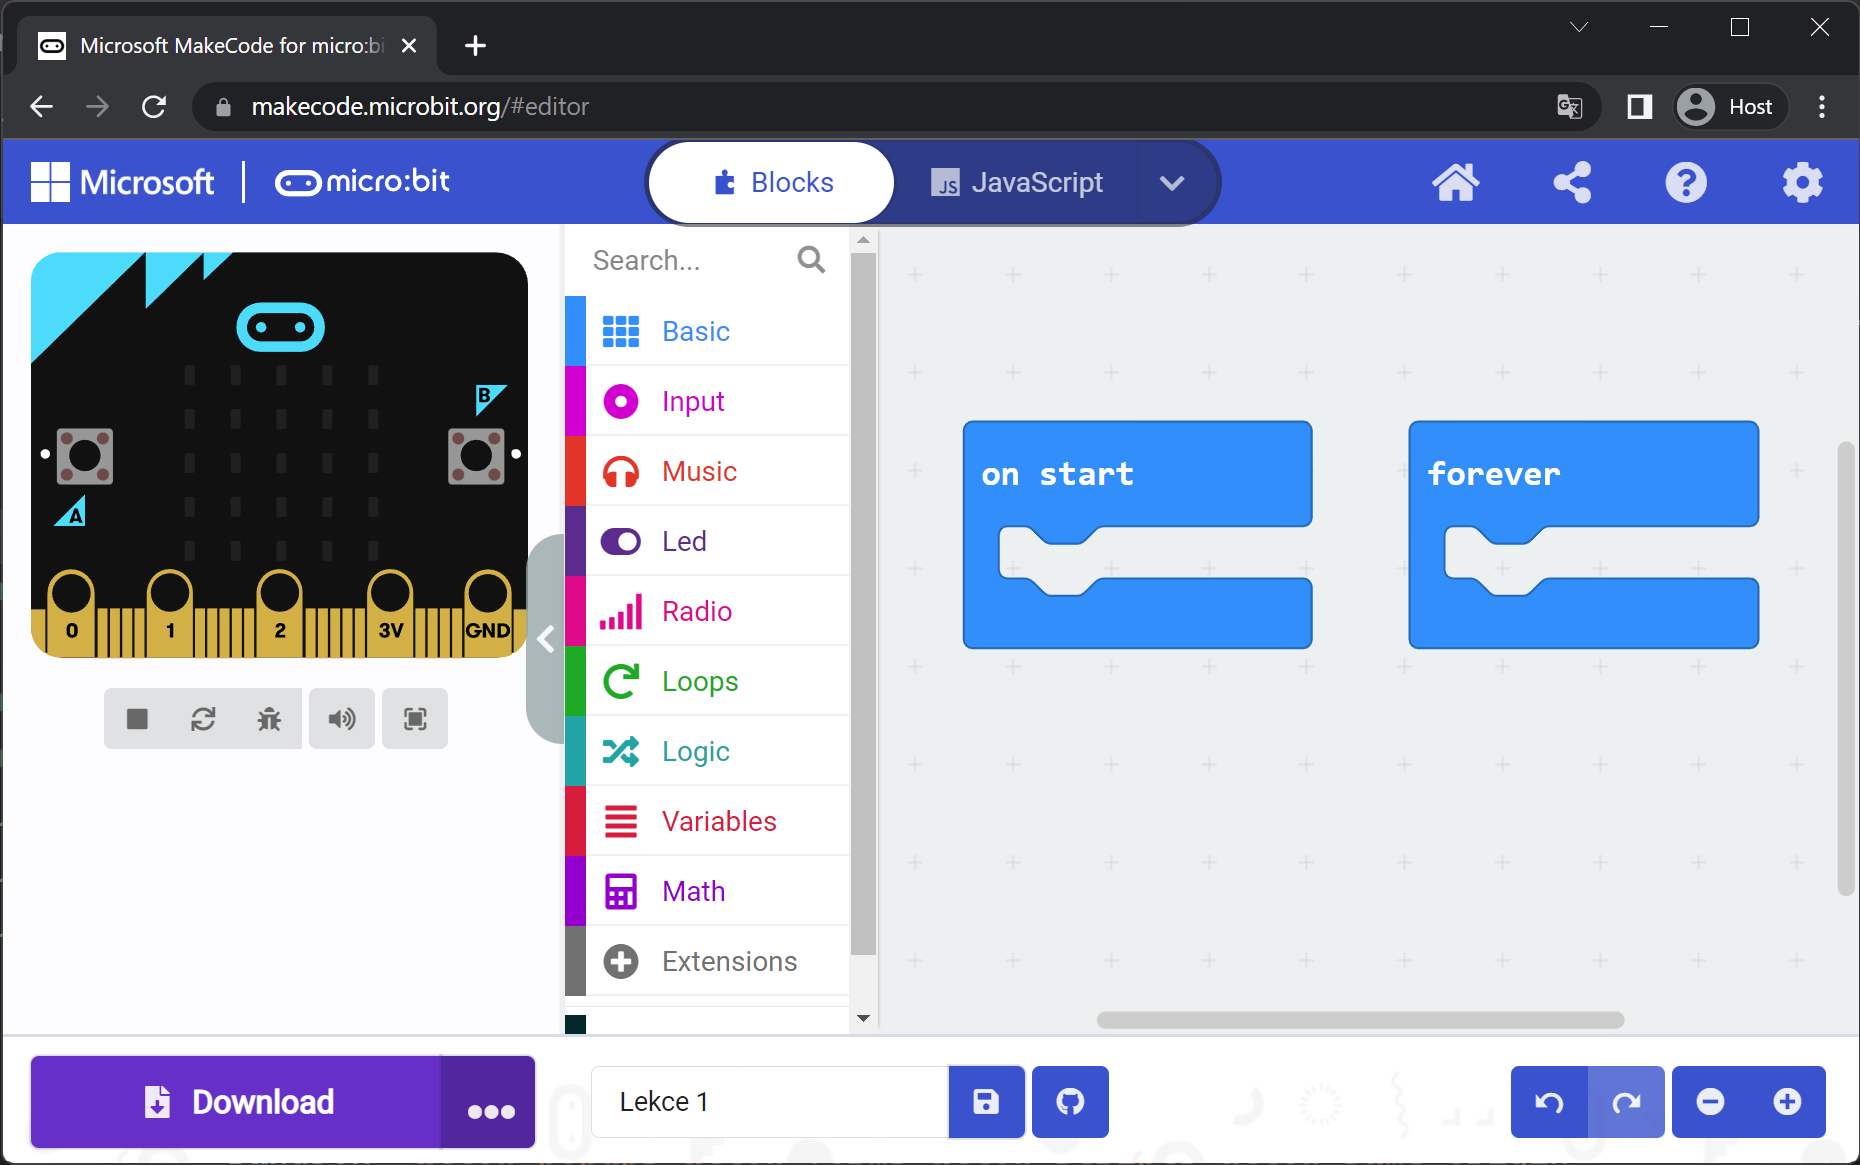 Microsoft MakeCode for micro:bi
makecode.microbit.org/#editor
Host
Microsoft
micro:bit
Blocks
JS JavaScript
Search...
Basic
Input
Music
Led
Radio
Loops
Logic
Variables
Math
Extensions
B
A
0 1 2 3V GND
on start
forever
Download
Lekce 1